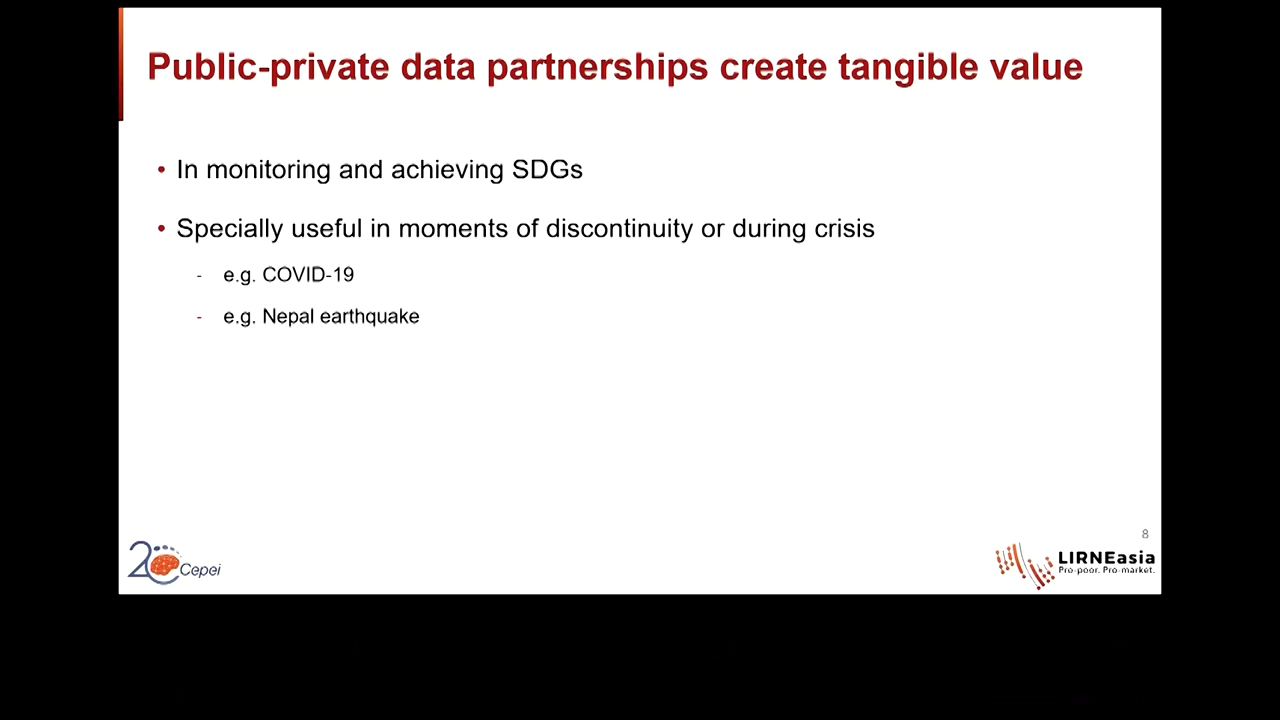 Public-private data partnerships create tangible value
• In monitoring and achieving SDGs
• Specially useful in moments of discontinuity or during crisis
- e.g. COVID-19
- e.g. Nepal earthquake
8
20 Cepei
LIRNEasia
Pro-poor. Pro-market.